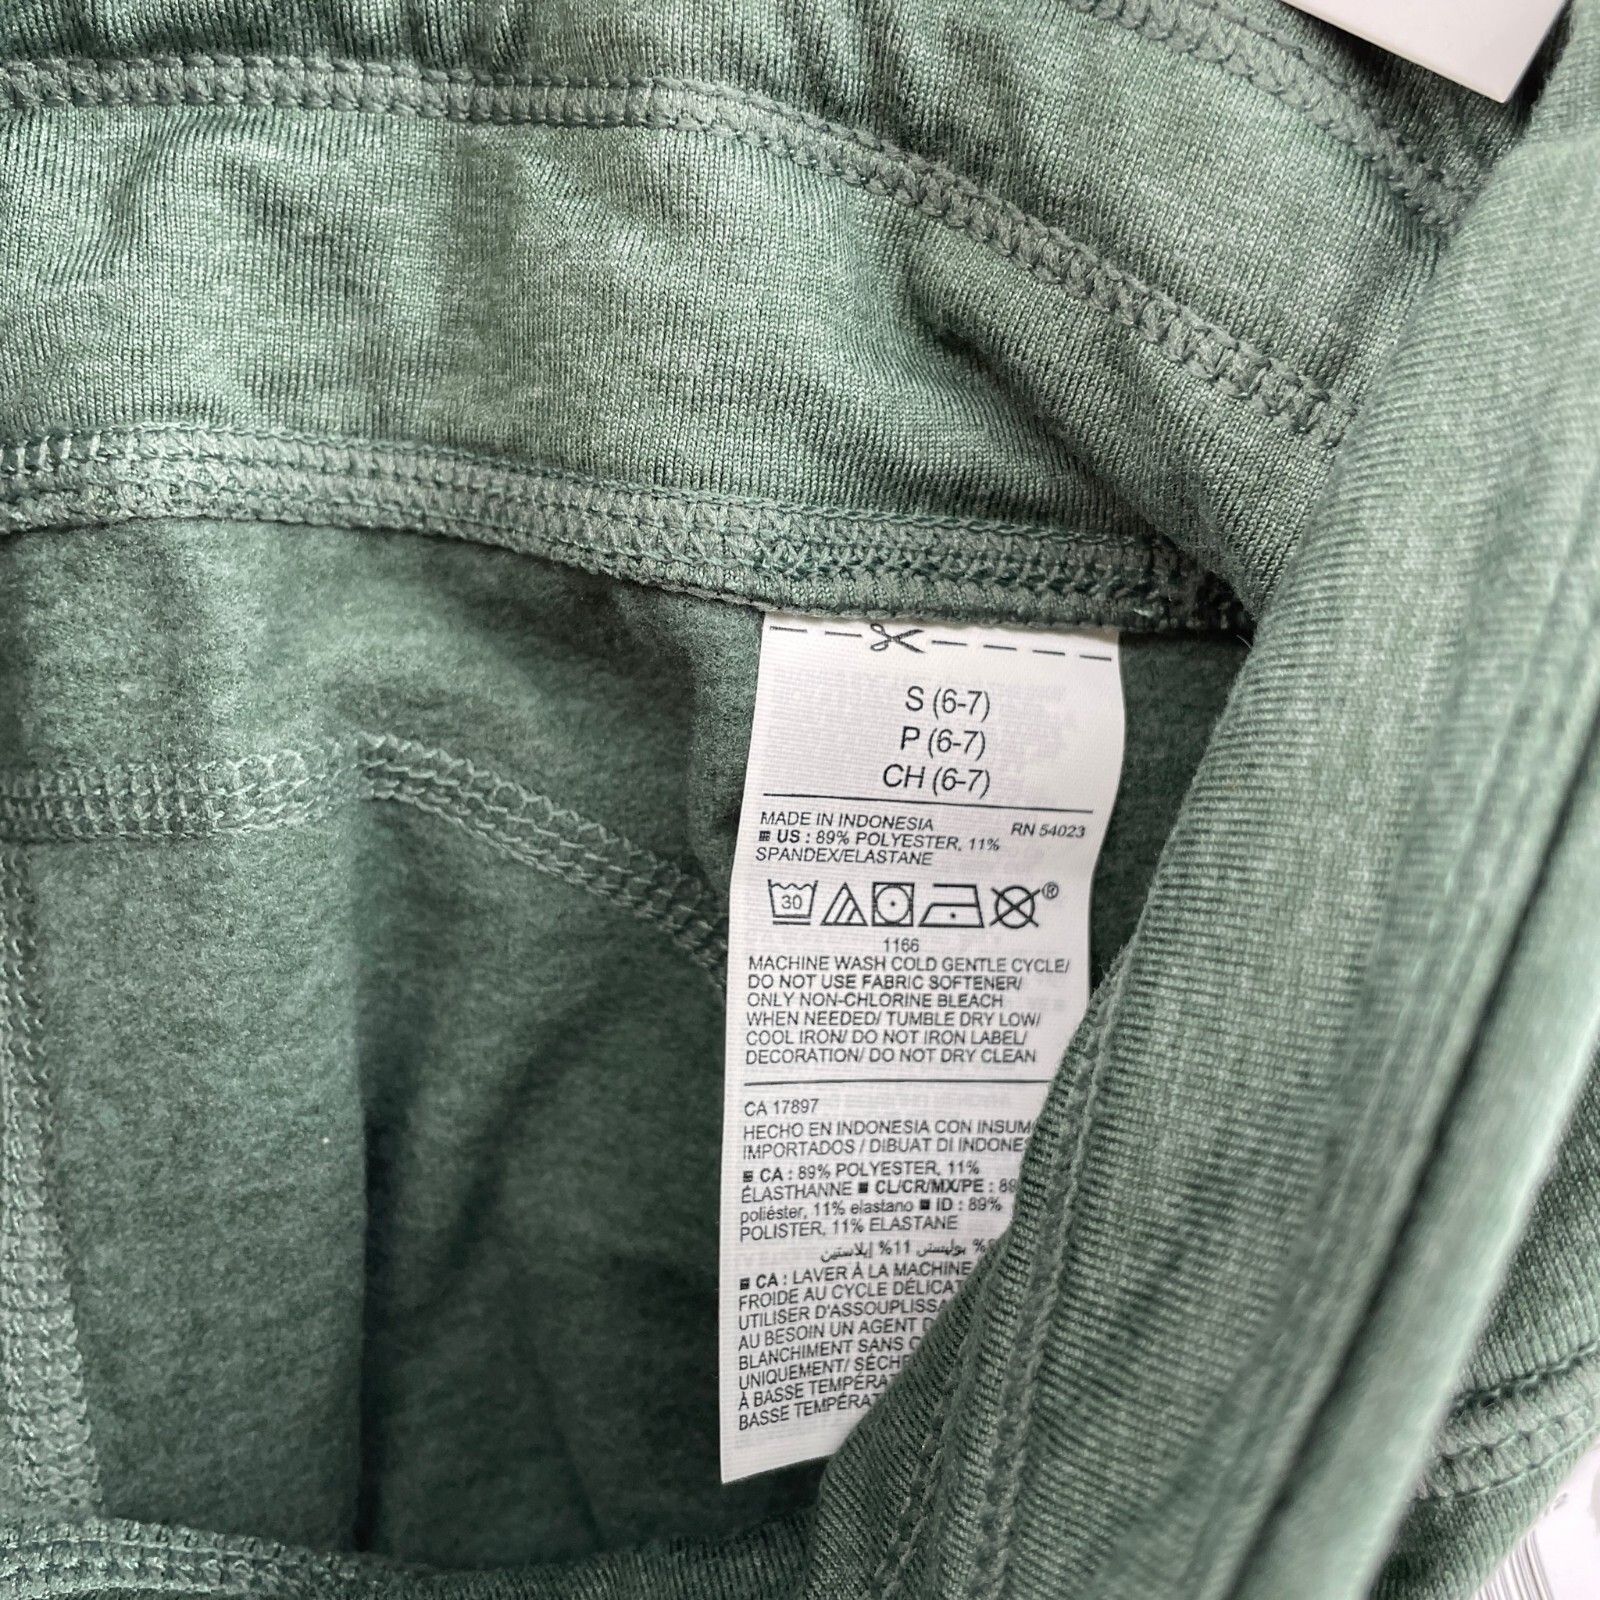 S (6-7)
P (6-7)
CH (6-7)
MADE IN INDONESIA RN 54023
US : 89% POLYESTER, 11%
SPANDEX/ELASTANE
30 ®
1166
MACHINE WASH COLD GENTLE CYCLE/
DO NOT USE FABRIC SOFTENER/
ONLY NON-CHLORINE BLEACH
WHEN NEEDED/ TUMBLE DRY LOW/
COOL IRON/ DO NOT IRON LABEL/
DECORATION/ DO NOT DRY CLEAN
CA 17897
HECHO EN INDONESIA CON INSUM
IMPORTADOS / DIBUAT DI INDONE
CA : 89% POLYESTER, 11%
ÉLASTHANNE ■ CL/CR/MX/PE : 89
poliéster, 11% elastano ■ ID : 89%
POLISTER, 11% ELASTANE
% بوليستر 11% إيلاستين
CA : LAVER À LA MACHINE
FROIDE AU CYCLE DÉLICAT
UTILISER D'ASSOUPLISSA
AU BESOIN UN AGENT D
BLANCHIMENT SANS C
UNIQUEMENT/ SÉCHE
À BASSE TEMPÉRAT
BASSE TEMPÉRAT